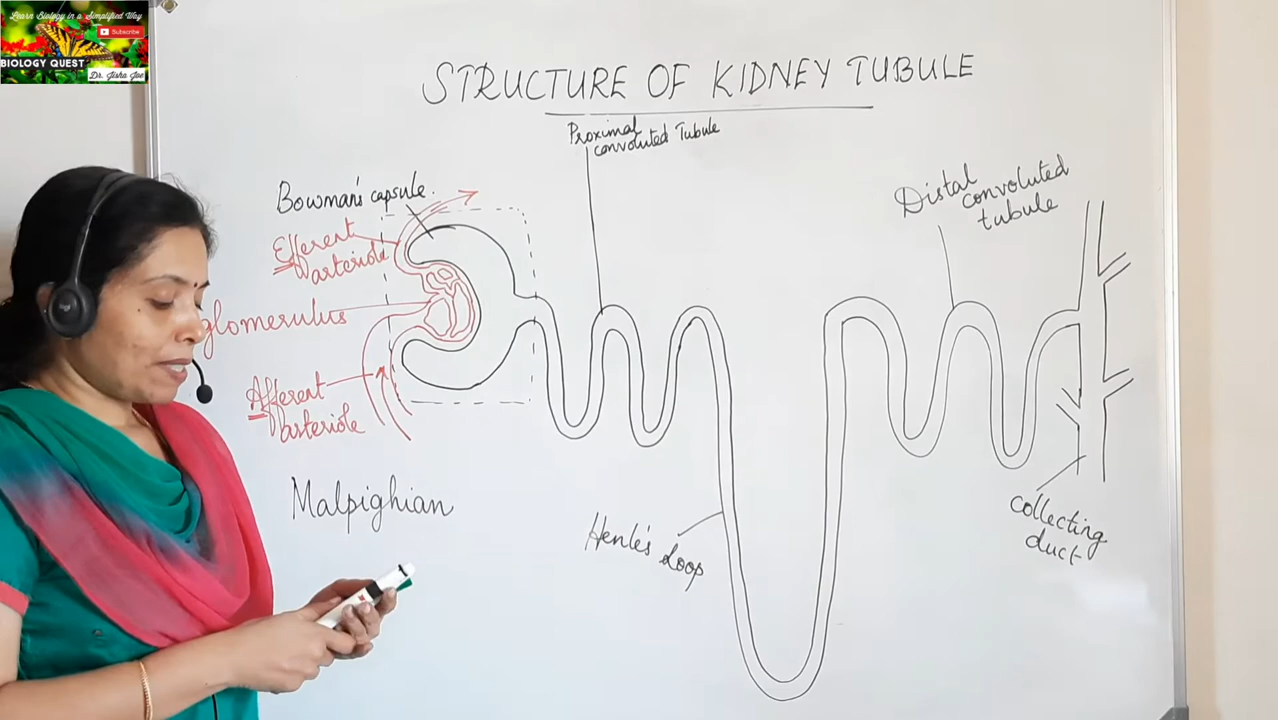 Learn Biology in a Simplified Way
Subscribe
BIOLOGY QUEST
Dr. Jisha Jae
STRUCTURE OF KIDNEY TUBULE
Proximal
convoluted Tubule
Bowman's capsule.
Efferent
arteriole
glomerulus
Afferent
arteriole
Malpighian
Henle's Loop
Distal
convoluted
tubule
collecting
duct